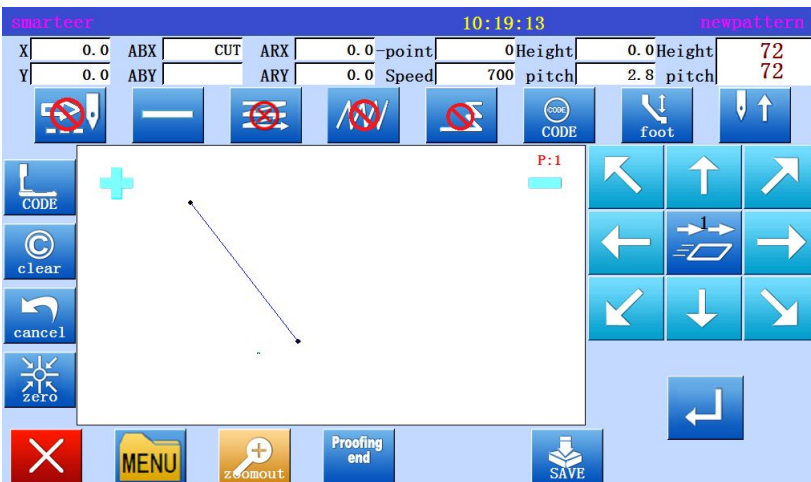 smarteer 10:19:13 newpattern
X 0.0 ABX CUT ARX 0.0 -point 0 Height 0.0 Height 72
Y 0.0 ABY ARY 0.0 Speed 700 pitch 2.8 pitch 72
CODE
CODE foot
P:1
CODE
1
C
clear
cancel
zero
MENU
zoomout
Proofing
end
SAVE